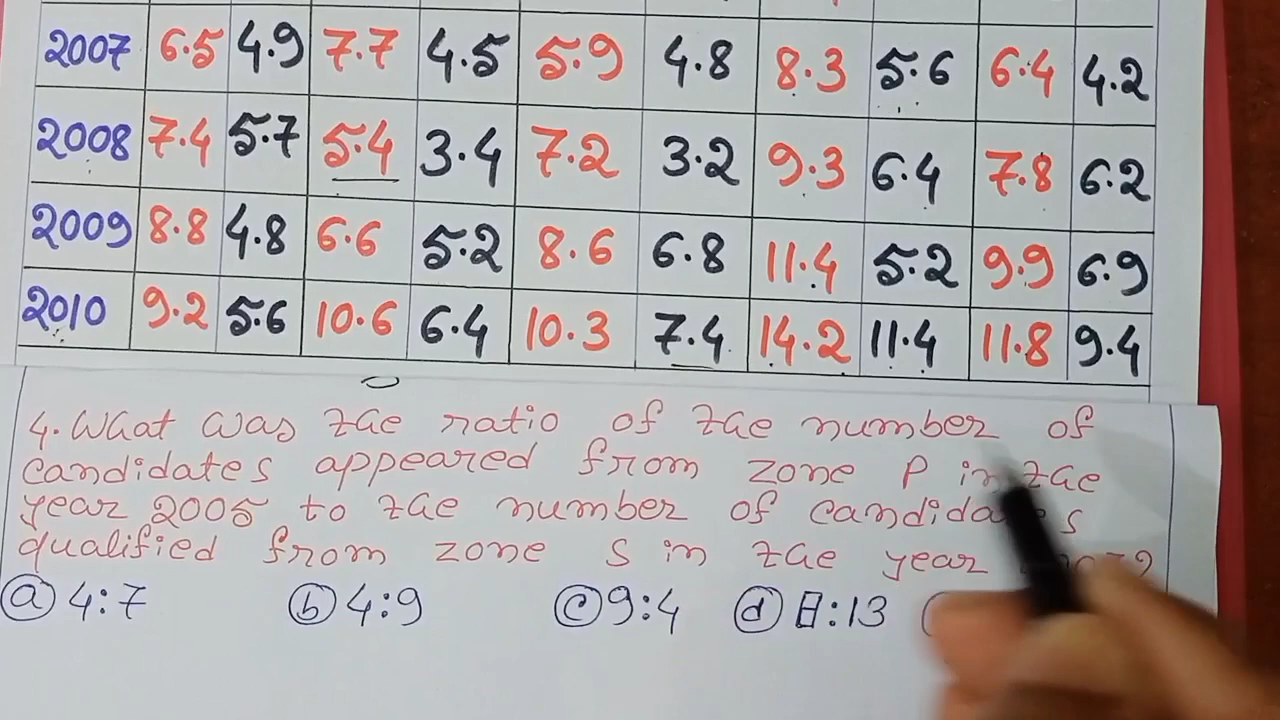 2007 6.5 4.9 7.7 4.5 5.9 4.8 8.3 5.6 6.4 4.2
2008 7.4 5.7 5.4 3.4 7.2 3.2 9.3 6.4 7.8 6.2
2009 8.8 4.8 6.6 5.2 8.6 6.8 11.4 5.2 9.9 6.9
2010 9.2 5.6 10.6 6.4 10.3 7.4 14.2 11.4 11.8 9.4
4. What was the ratio of the number of
candidates appeared from zone P in the
year 2005 to the number of candidates
qualified from zone S in the year
(a) 4:7 (b) 4:9 (c) 9:4 (d) :13